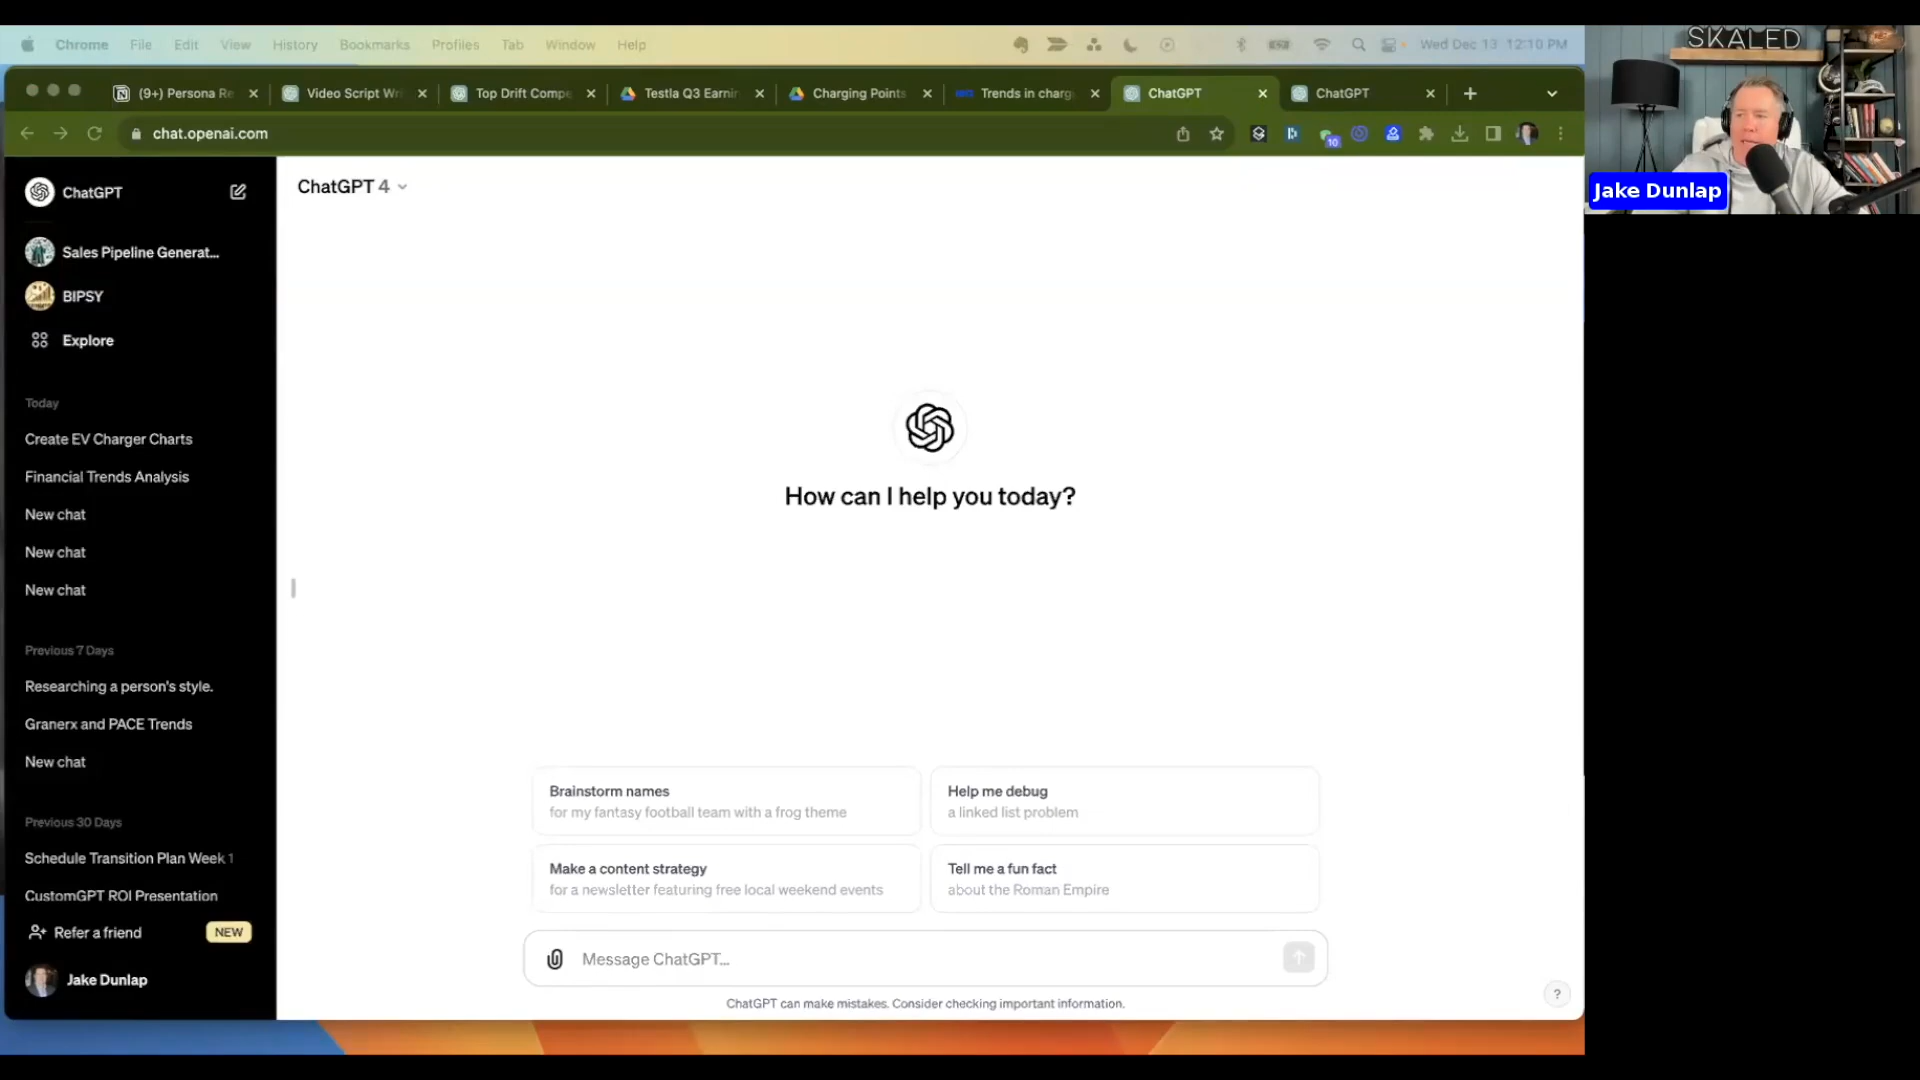 Chrome File Edit View History Bookmarks Profiles Tab Window Help Wed Dec 13 12:10 PM
SKALED
(9+) Persona Re
Video Script Wri
Top Drift Compe
Testla Q3 Earnin
Charging Points
Trends in charg
ChatGPT
ChatGPT
chat.openai.com
10
Jake Dunlap
ChatGPT
ChatGPT 4
Sales Pipeline Generat...
BIPSY
Explore
Today
Create EV Charger Charts
Financial Trends Analysis
New chat
New chat
New chat
Previous 7 Days
Researching a person's style.
Granerx and PACE Trends
New chat
Previous 30 Days
Schedule Transition Plan Week 1
CustomGPT ROI Presentation
Refer a friend NEW
Jake Dunlap
How can I help you today?
Brainstorm names
for my fantasy football team with a frog theme
Help me debug
a linked list problem
Make a content strategy
for a newsletter featuring free local weekend events
Tell me a fun fact
about the Roman Empire
Message ChatGPT...
ChatGPT can make mistakes. Consider checking important information.
?